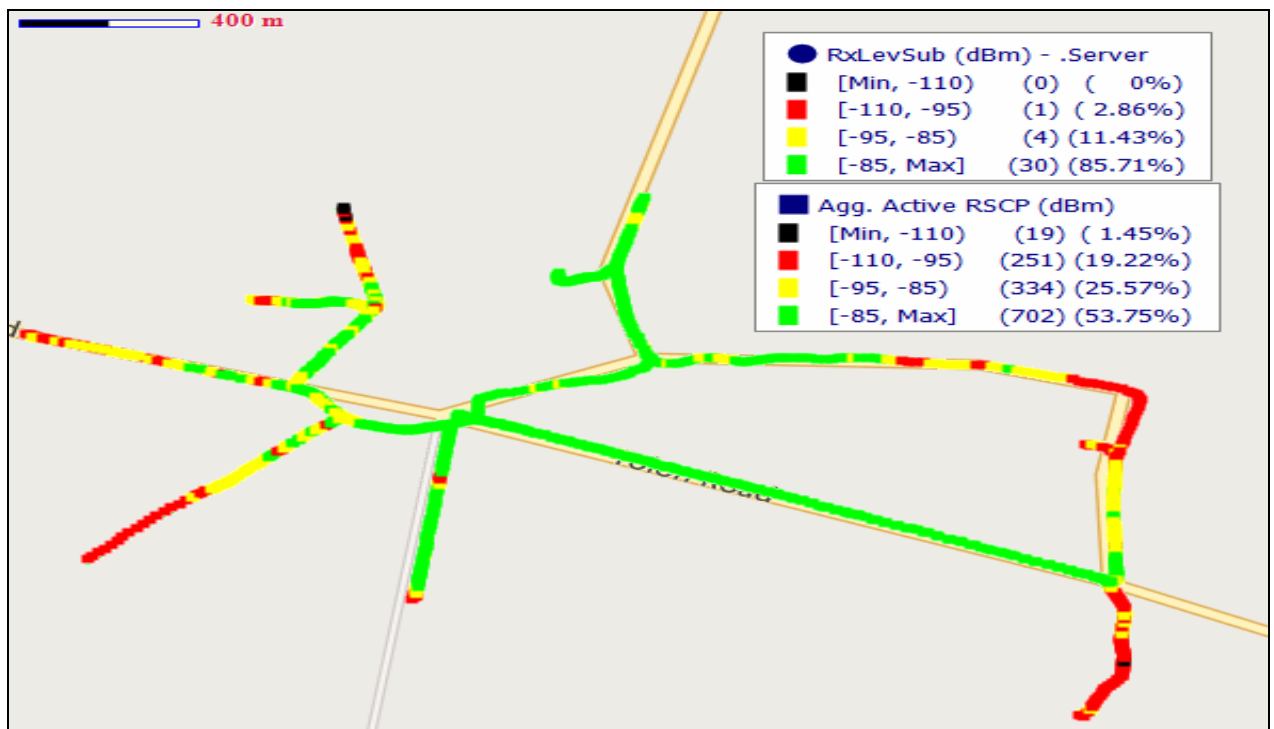 400 m
RxLevSub (dBm) - .Server
[Min, -110) (0) ( 0%)
[-110, -95) (1) ( 2.86%)
[-95, -85) (4) (11.43%)
[-85, Max] (30) (85.71%)
Agg. Active RSCP (dBm)
[Min, -110) (19) ( 1.45%)
[-110, -95) (251) (19.22%)
[-95, -85) (334) (25.57%)
[-85, Max] (702) (53.75%)
Road